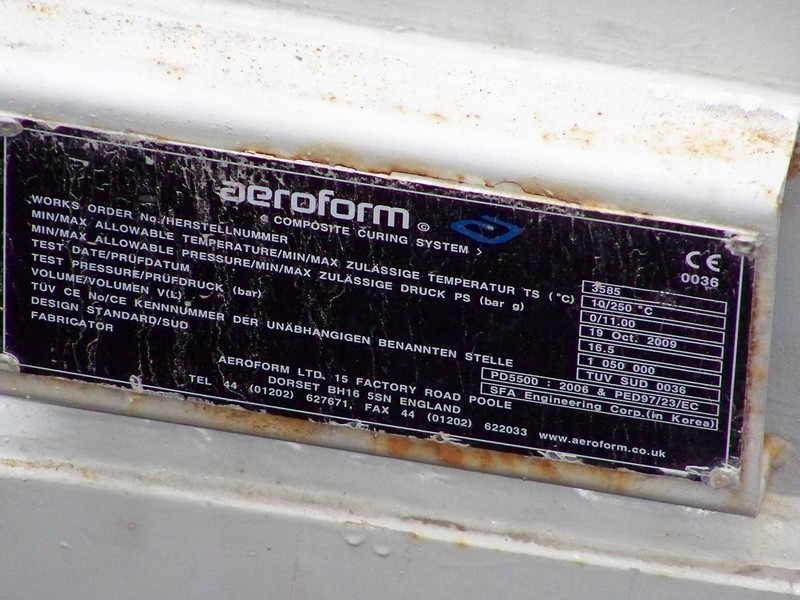 aeroform ©
< COMPOSITE CURING SYSTEM >
CE
0036
WORKS ORDER No./HERSTELLNUMMER 3585
MIN/MAX ALLOWABLE TEMPERATURE/MIN/MAX ZULÄSSIGE TEMPERATUR TS (°C) 10/250 °C
MIN/MAX ALLOWABLE PRESSURE/MIN/MAX ZULÄSSIGE DRUCK PS (bar g) 0/11.00
TEST DATE/PRÜFDATUM 19 Oct. 2009
TEST PRESSURE/PRÜFDRUCK (bar) 16.5
VOLUME/VOLUMEN V(L) 1 050 000
TÜV CE No/CE KENNNUMMER DER UNÄBHANGIGEN BENANNTEN STELLE TUV SUD 0036
DESIGN STANDARD/SUD PD5500 : 2006 & PED97/23/EC
FABRICATOR SFA Engineering Corp.(in Korea)
AEROFORM LTD. 15 FACTORY ROAD POOLE
DORSET BH16 5SN ENGLAND
TEL 44 (01202) 627671, FAX 44 (01202) 622033 www.aeroform.co.uk